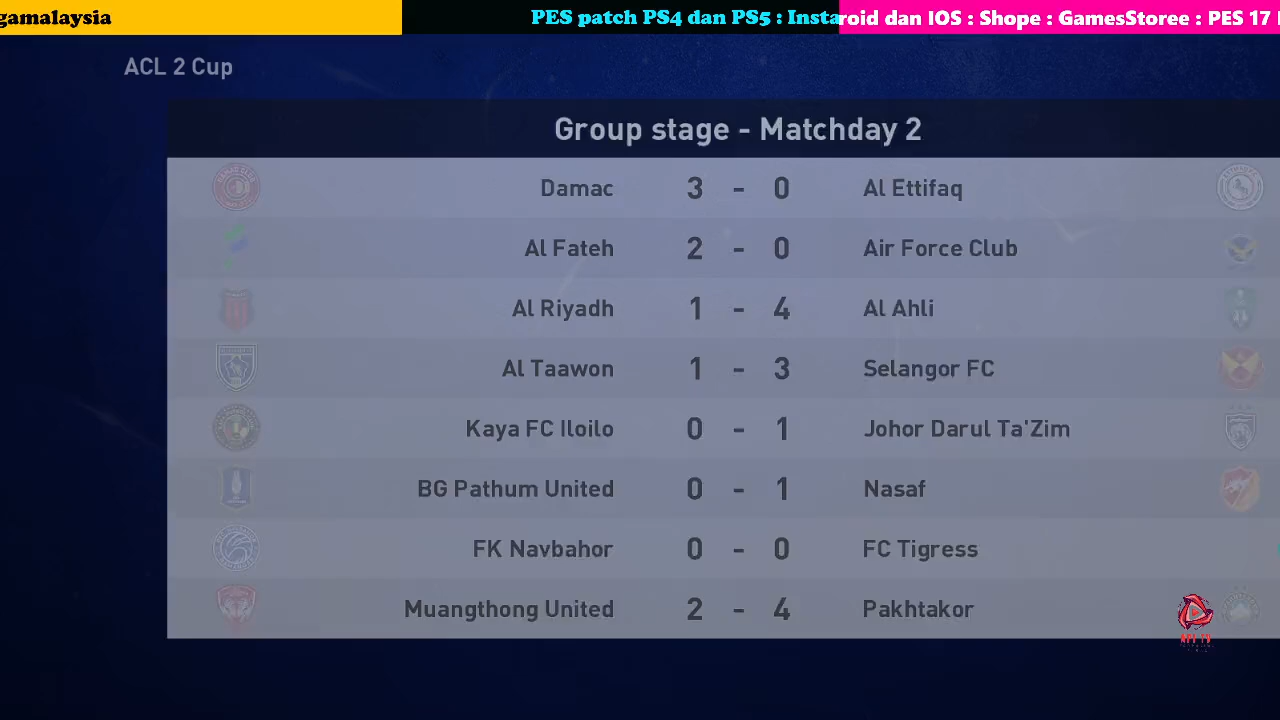 gamalaysia
PES patch PS4 dan PS5 : Insta
roid dan IOS : Shope : GamesStoree : PES 17
ACL 2 Cup
Group stage - Matchday 2
Damac 3 - 0 Al Ettifaq
Al Fateh 2 - 0 Air Force Club
Al Riyadh 1 - 4 Al Ahli
Al Taawon 1 - 3 Selangor FC
Kaya FC Iloilo 0 - 1 Johor Darul Ta'Zim
BG Pathum United 0 - 1 Nasaf
FK Navbahor 0 - 0 FC Tigress
Muangthong United 2 - 4 Pakhtakor